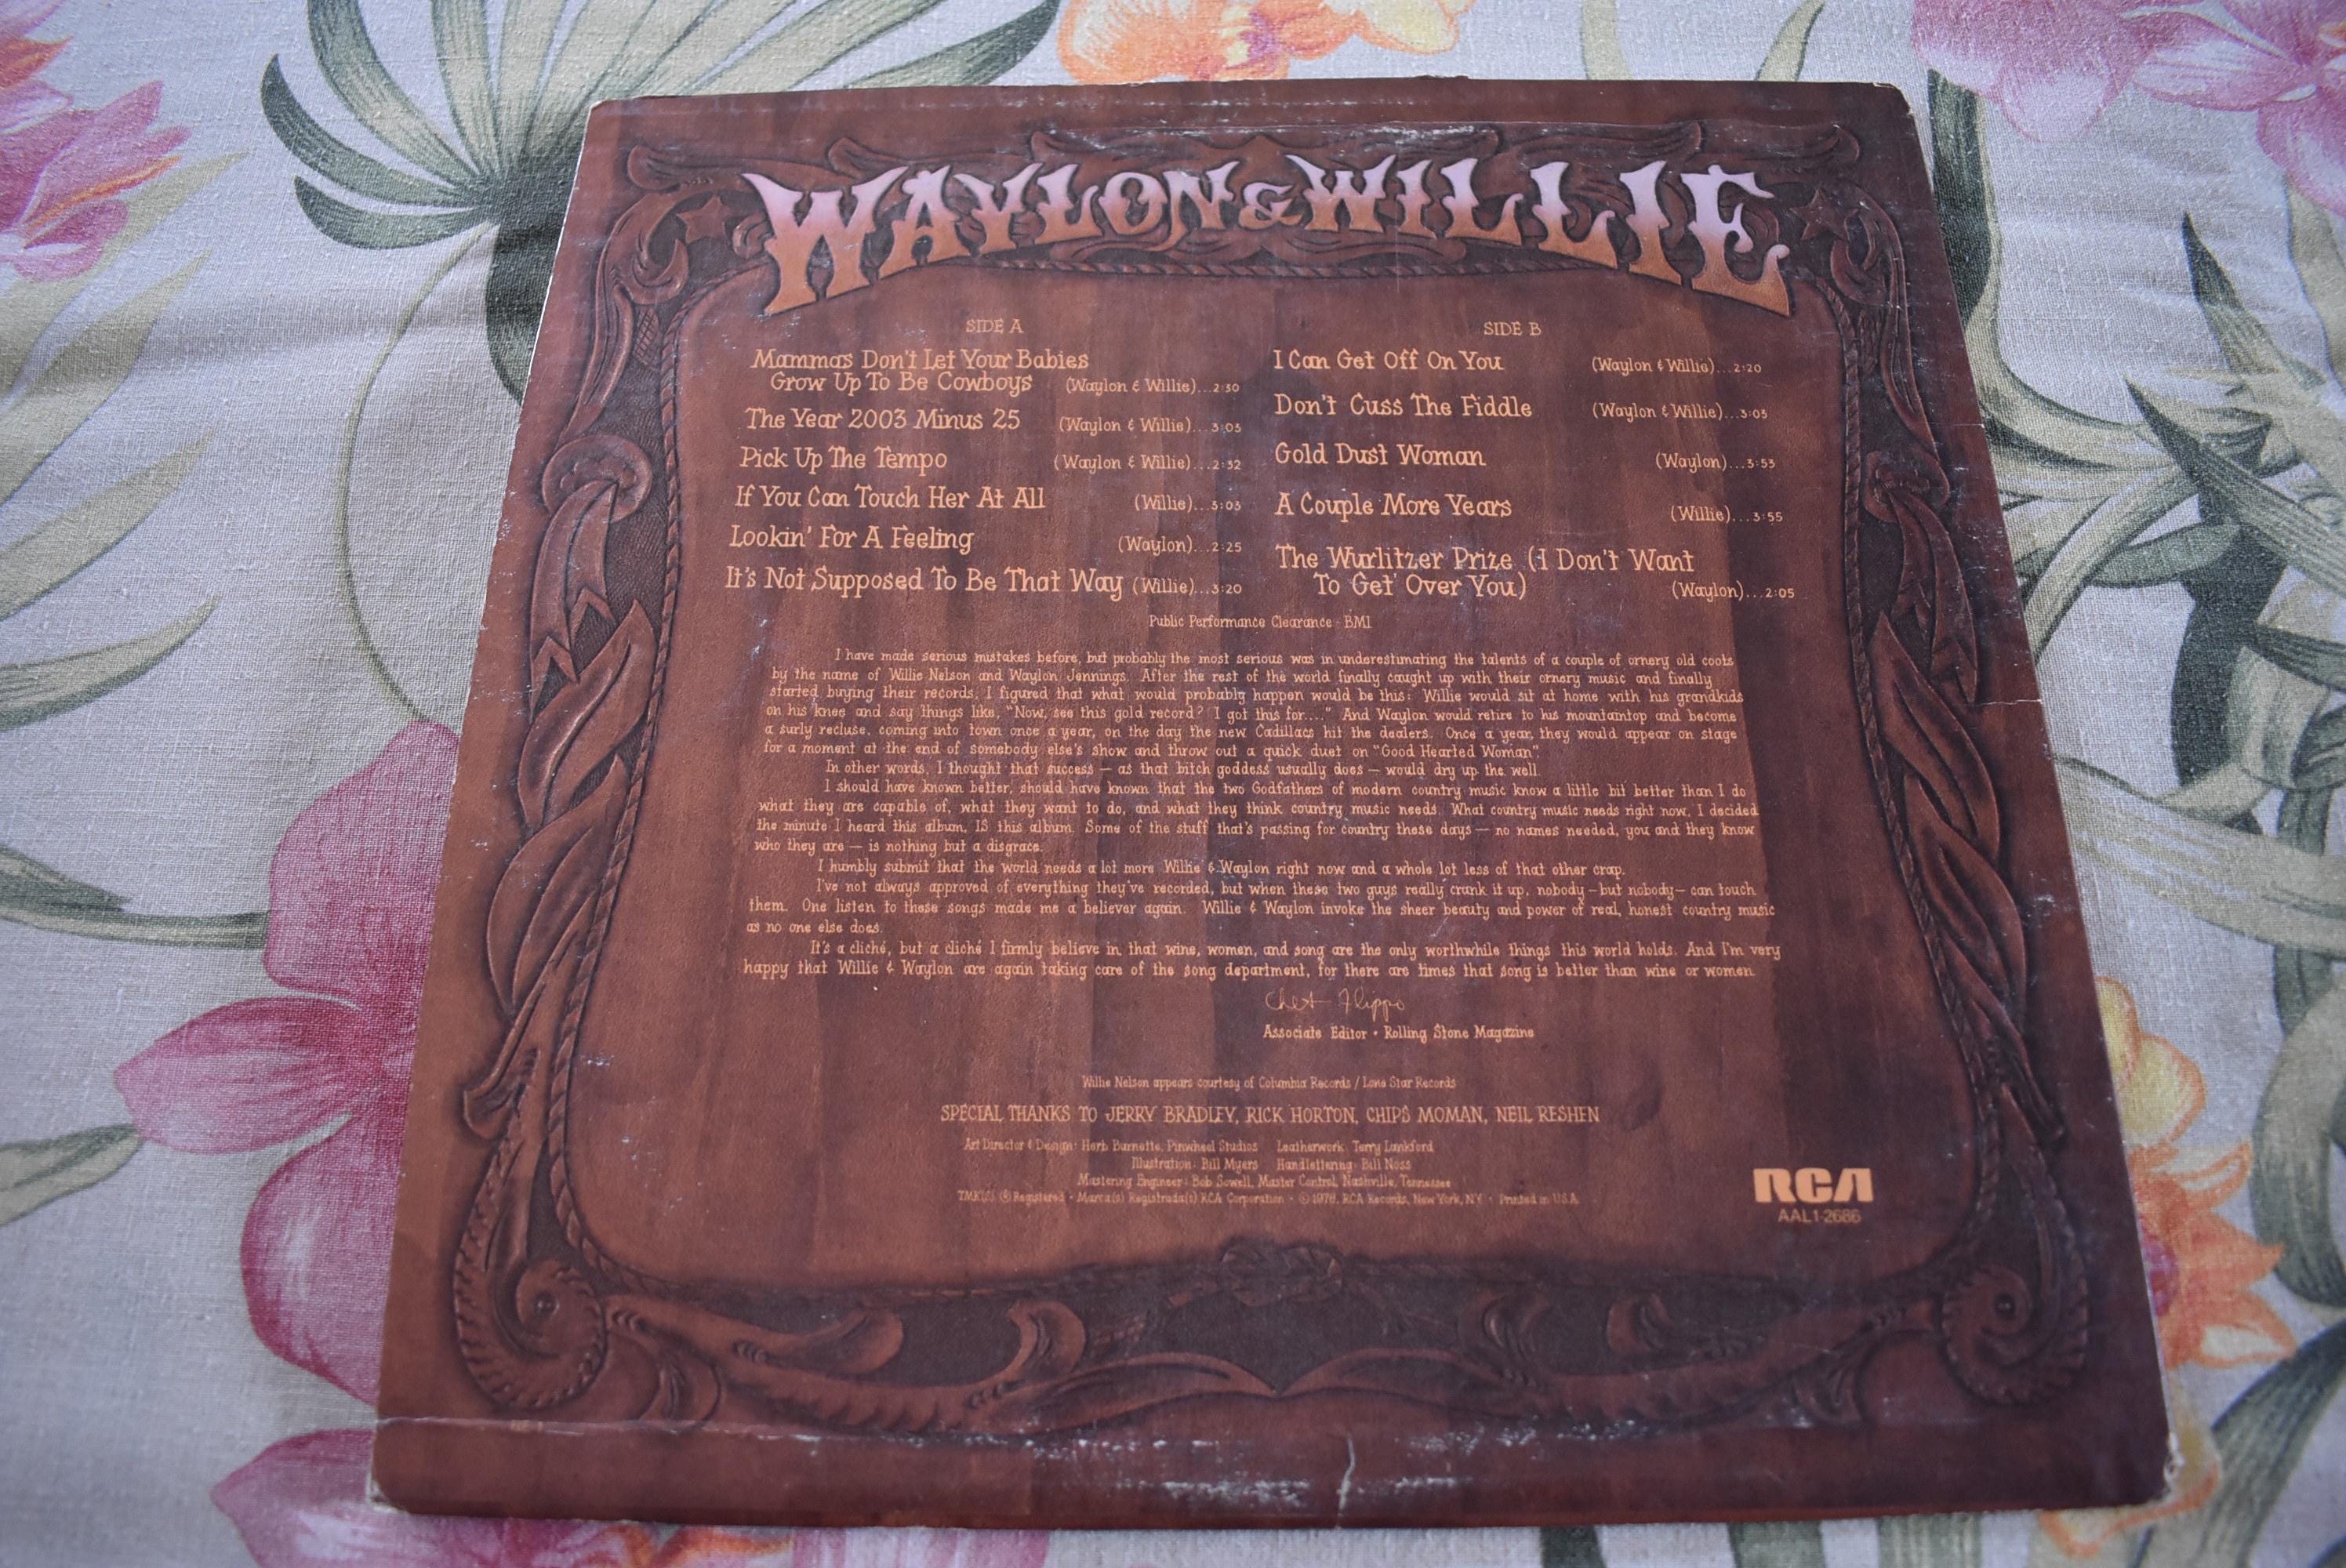 WAYLON & WILLIE
SIDE A
Mammas Don't Let Your Babies
Grow Up To Be Cowboys (Waylon & Willie)...2:30
The Year 2003 Minus 25 (Waylon & Willie)...3:03
Pick Up The Tempo (Waylon & Willie)...2:32
If You Can Touch Her At All (Willie)...3:03
Lookin' For A Feeling (Waylon)...2:25
It's Not Supposed To Be That Way (Willie)...3:20
SIDE B
I Can Get Off On You (Waylon & Willie)...2:20
Don't Cuss The Fiddle (Waylon & Willie)...3:05
Gold Dust Woman (Waylon)...3:53
A Couple More Years (Willie)...3:55
The Wurlitzer Prize (I Don't Want
To Get Over You) (Waylon)...2:05
Public Performance Clearance - BMI
I have made serious mistakes before, but probably the most serious was in underestimating the talents of a couple of ornery old coots
by the name of Willie Nelson and Waylon Jennings. After the rest of the world finally caught up with their ornery music and finally
started buying their records, I figured that what would probably happen would be this: Willie would sit at home with his grandkids
on his knee and say things like, "Now, see this gold record? I got this for...." And Waylon would retire to his mountaintop and become
a surly recluse, coming into town once a year, on the day the new Cadillacs hit the dealers. Once a year, they would appear on stage
for a moment at the end of somebody else's show and throw out a quick duet on "Good Hearted Woman".
In other words, I thought that success — as that bitch goddess usually does — would dry up the well.
I should have known better, should have known that the two Godfathers of modern country music know a little bit better than I do
what they are capable of, what they want to do, and what they think country music needs. What country music needs right now, I decided
the minute I heard this album, IS this album. Some of the stuff that's passing for country these days — no names needed, you and they know
who they are — is nothing but a disgrace.
I humbly submit that the world needs a lot more Willie & Waylon right now and a whole lot less of that other crap.
I've not always approved of everything they've recorded, but when these two guys really crank it up, nobody — but nobody — can touch
them. One listen to these songs made me a believer again. Willie & Waylon invoke the sheer beauty and power of real, honest country music
as no one else does.
It's a cliché, but a cliché I firmly believe in, that wine, women, and song are the only worthwhile things this world holds. And I'm very
happy that Willie & Waylon are again taking care of the song department, for there are times that song is better than wine or women.
Chet Flippo
Associate Editor • Rolling Stone Magazine
Willie Nelson appears courtesy of Columbia Records / Lone Star Records
SPECIAL THANKS TO JERRY BRADLEY, RICK HORTON, CHIPS MOMAN, NEIL RESHEN
Art Director & Design: Herb Burnette, Pinwheel Studios Leatherwork: Terry Lankford
Illustration: Bill Myers Handlettering: Bill Ness
Mastering Engineer: Bob Sowell, Master Control, Nashville, Tennessee
TMK(s) ® Registered • Marca(s) Registrada(s) RCA Corporation • © 1978, RCA Records, New York, NY • Printed in U.S.A.
RCA
AAL1-2686